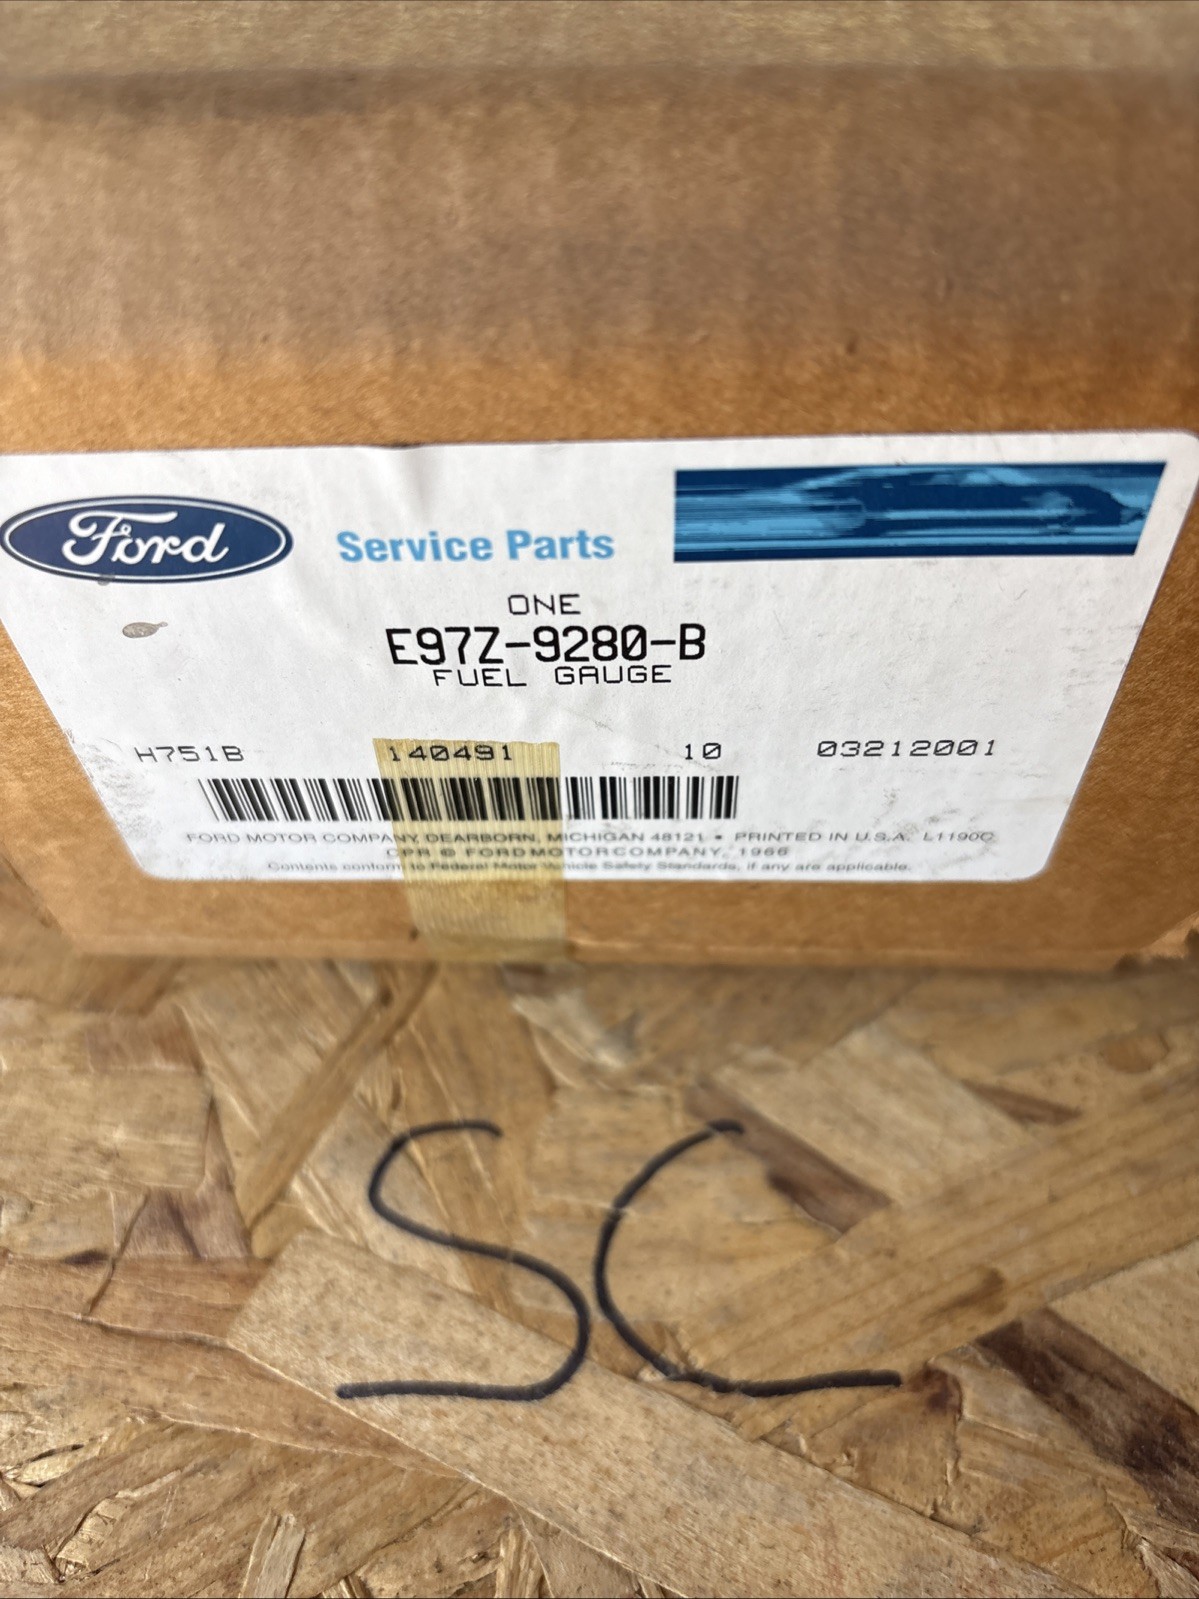 Ford Service Parts
ONE
E97Z-9280-B
FUEL GAUGE
H751B 140491 10 03212001
FORD MOTOR COMPANY, DEARBORN, MICHIGAN 48121 • PRINTED IN U.S.A. L1190C
CPR © FORD MOTOR COMPANY, 1966
Contents conform to Federal Motor Vehicle Safety Standards, if any are applicable.
SC